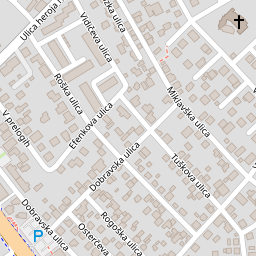 Ulica heroja
Vidičeva ulica
ulica
Roška ulica
V prelogih
Efenkova ulica
Miklavška ulica
Tuškova ulica
Dobravska ulica
Dobravska ulica
Rogoška ulica
Osterčeva
P